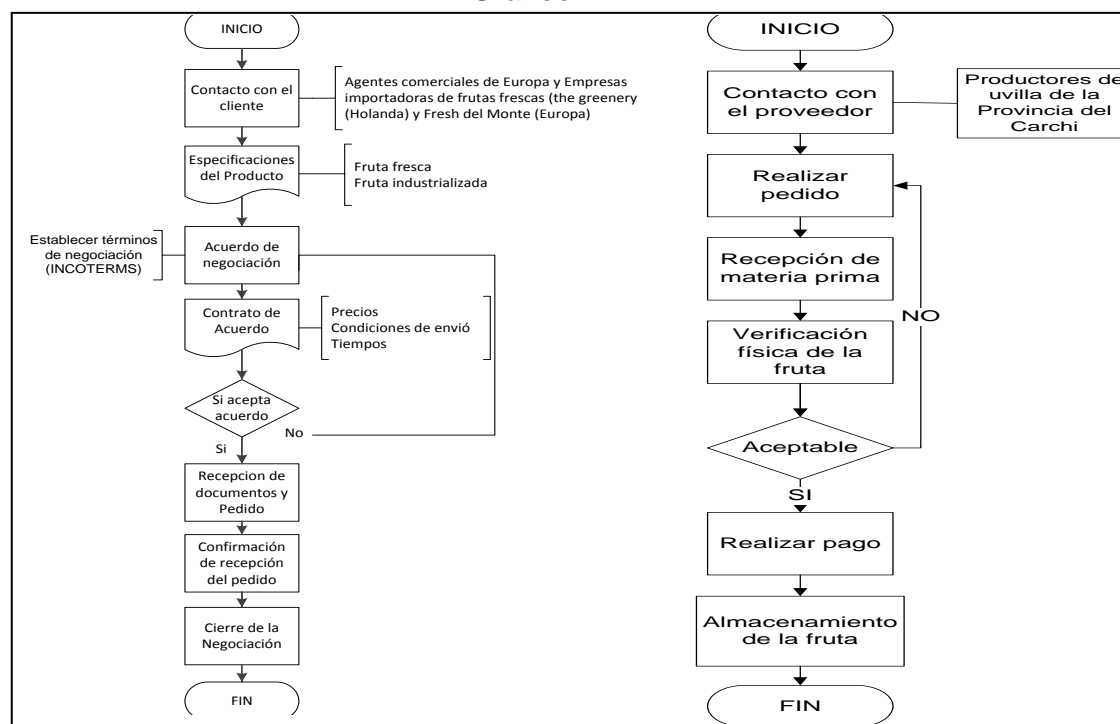 INICIO
Contacto con el
cliente
Agentes comerciales de Europa y Empresas
importadoras de frutas frescas (the greenery
(Holanda) y Fresh del Monte (Europa)
Especificaciones
del Producto
Fruta fresca
Fruta industrializada
Establecer términos
de negociación
(INCOTERMS)
Acuerdo de
negociación
Contrato de
Acuerdo
Precios
Condiciones de envió
Tiempos
Si acepta
acuerdo
No
Si
Recepcion de
documentos y
Pedido
Confirmación
de recepción
del pedido
Cierre de la
Negociación
FIN
INICIO
Contacto con
el proveedor
Productores de
uvilla de la
Provincia del
Carchi
Realizar
pedido
Recepción de
materia prima
NO
Verificación
física de la
fruta
Aceptable
SI
Realizar pago
Almacenamiento
de la fruta
FIN